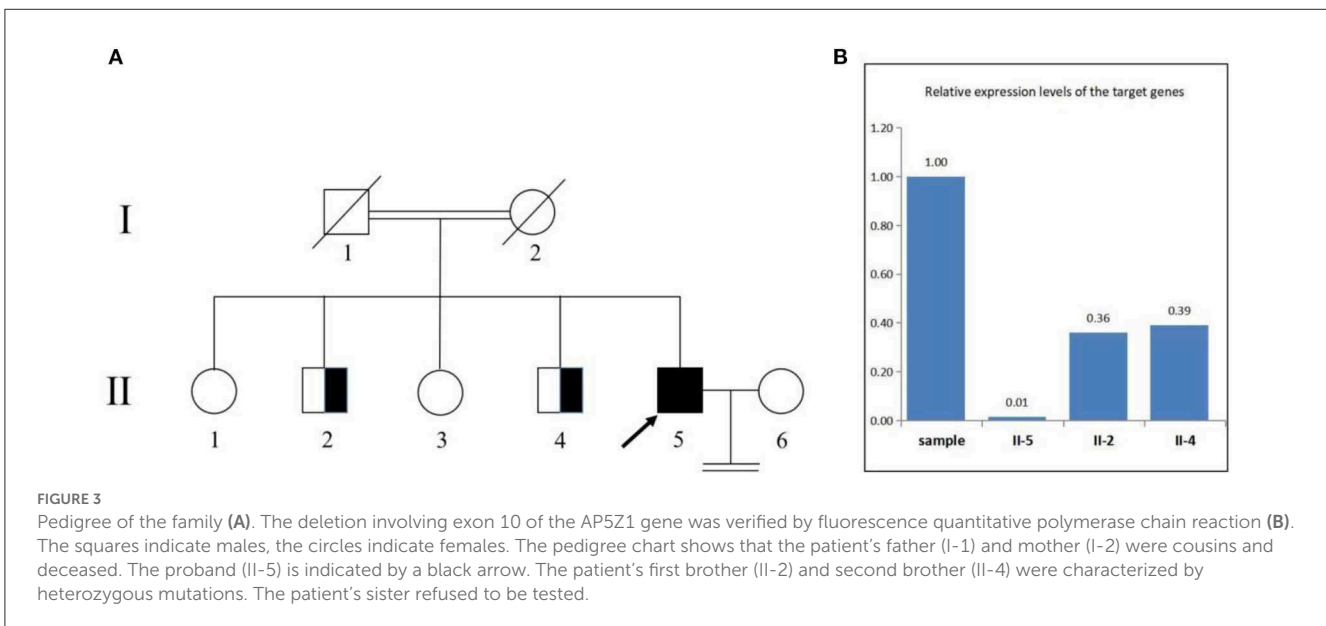 A
I
1
2
II
1
2
3
4
5
6
B
Relative expression levels of the target genes
1.20
1.00
0.80
0.60
0.40
0.20
0.00
1.00
0.01
0.36
0.39
sample
II-5
II-2
II-4
FIGURE 3
Pedigree of the family (A). The deletion involving exon 10 of the AP5Z1 gene was verified by fluorescence quantitative polymerase chain reaction (B).
The squares indicate males, the circles indicate females. The pedigree chart shows that the patient's father (I-1) and mother (I-2) were cousins and
deceased. The proband (II-5) is indicated by a black arrow. The patient's first brother (II-2) and second brother (II-4) were characterized by
heterozygous mutations. The patient's sister refused to be tested.